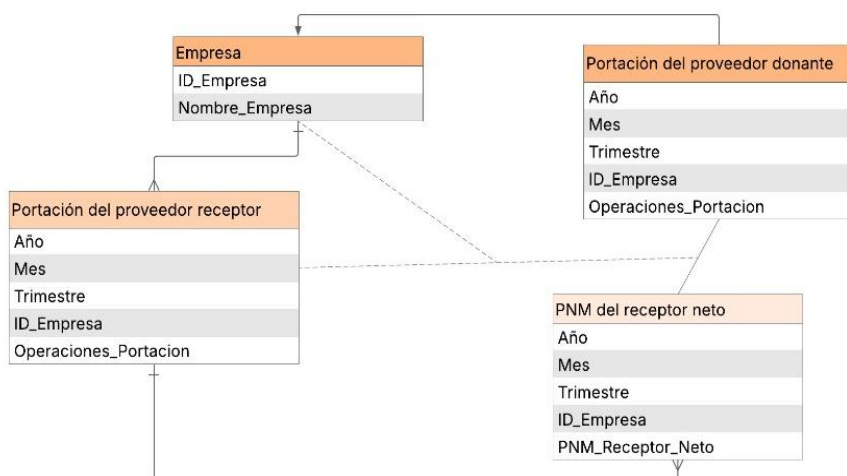 Empresa
ID_Empresa
Nombre_Empresa
Portación del proveedor donante
Año
Mes
Trimestre
ID_Empresa
Operaciones_Portacion
Portación del proveedor receptor
Año
Mes
Trimestre
ID_Empresa
Operaciones_Portacion
PNM del receptor neto
Año
Mes
Trimestre
ID_Empresa
PNM_Receptor_Neto